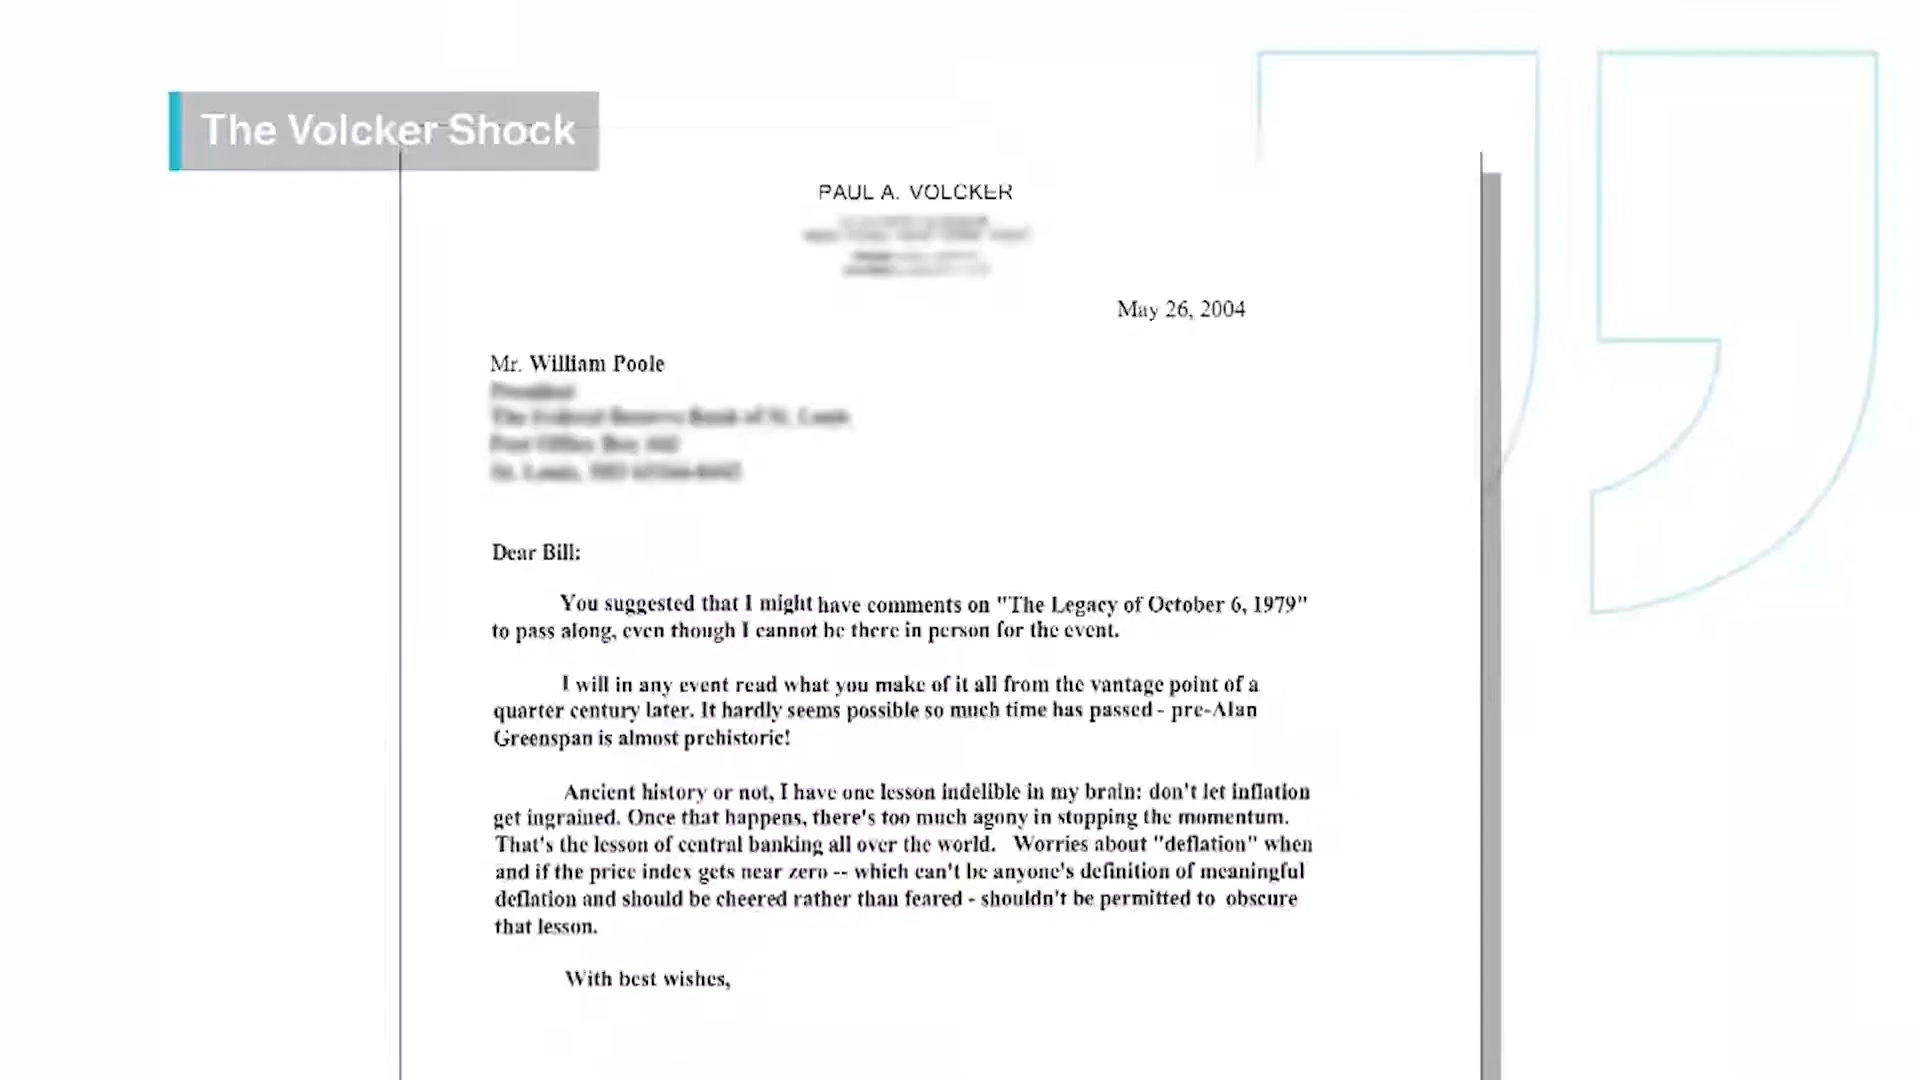 The Volcker Shock
PAUL A. VOLCKER
May 26, 2004
Mr. William Poole
Dear Bill:
You suggested that I might have comments on "The Legacy of October 6, 1979"
to pass along, even though I cannot be there in person for the event.
I will in any event read what you make of it all from the vantage point of a
quarter century later. It hardly seems possible so much time has passed - pre-Alan
Greenspan is almost prehistoric!
Ancient history or not, I have one lesson indelible in my brain: don't let inflation
get ingrained. Once that happens, there's too much agony in stopping the momentum.
That's the lesson of central banking all over the world. Worries about "deflation" when
and if the price index gets near zero -- which can't be anyone's definition of meaningful
deflation and should be cheered rather than feared - shouldn't be permitted to obscure
that lesson.
With best wishes,